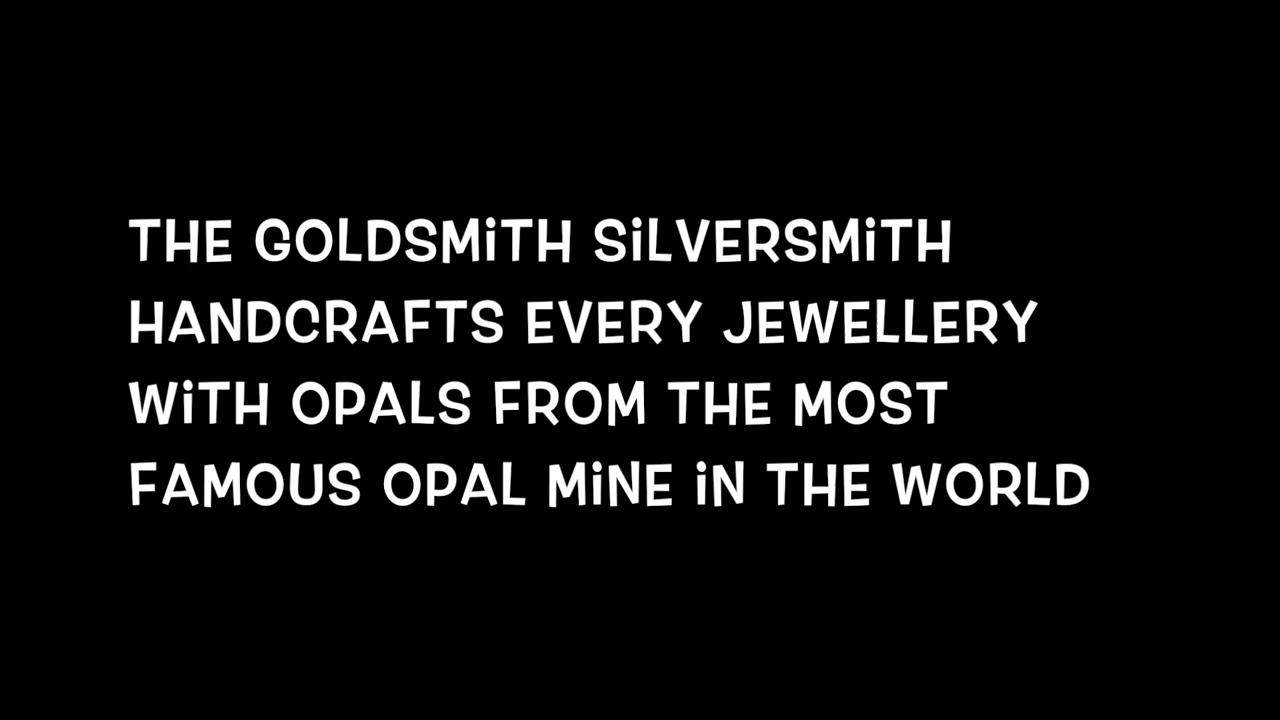 THE GOLDSMiTH SiLVERSMiTH
HANDCRAFTS EVERY JEWELLERY
WiTH OPALS FROM THE MOST
FAMOUS OPAL MiNE iN THE WORLD